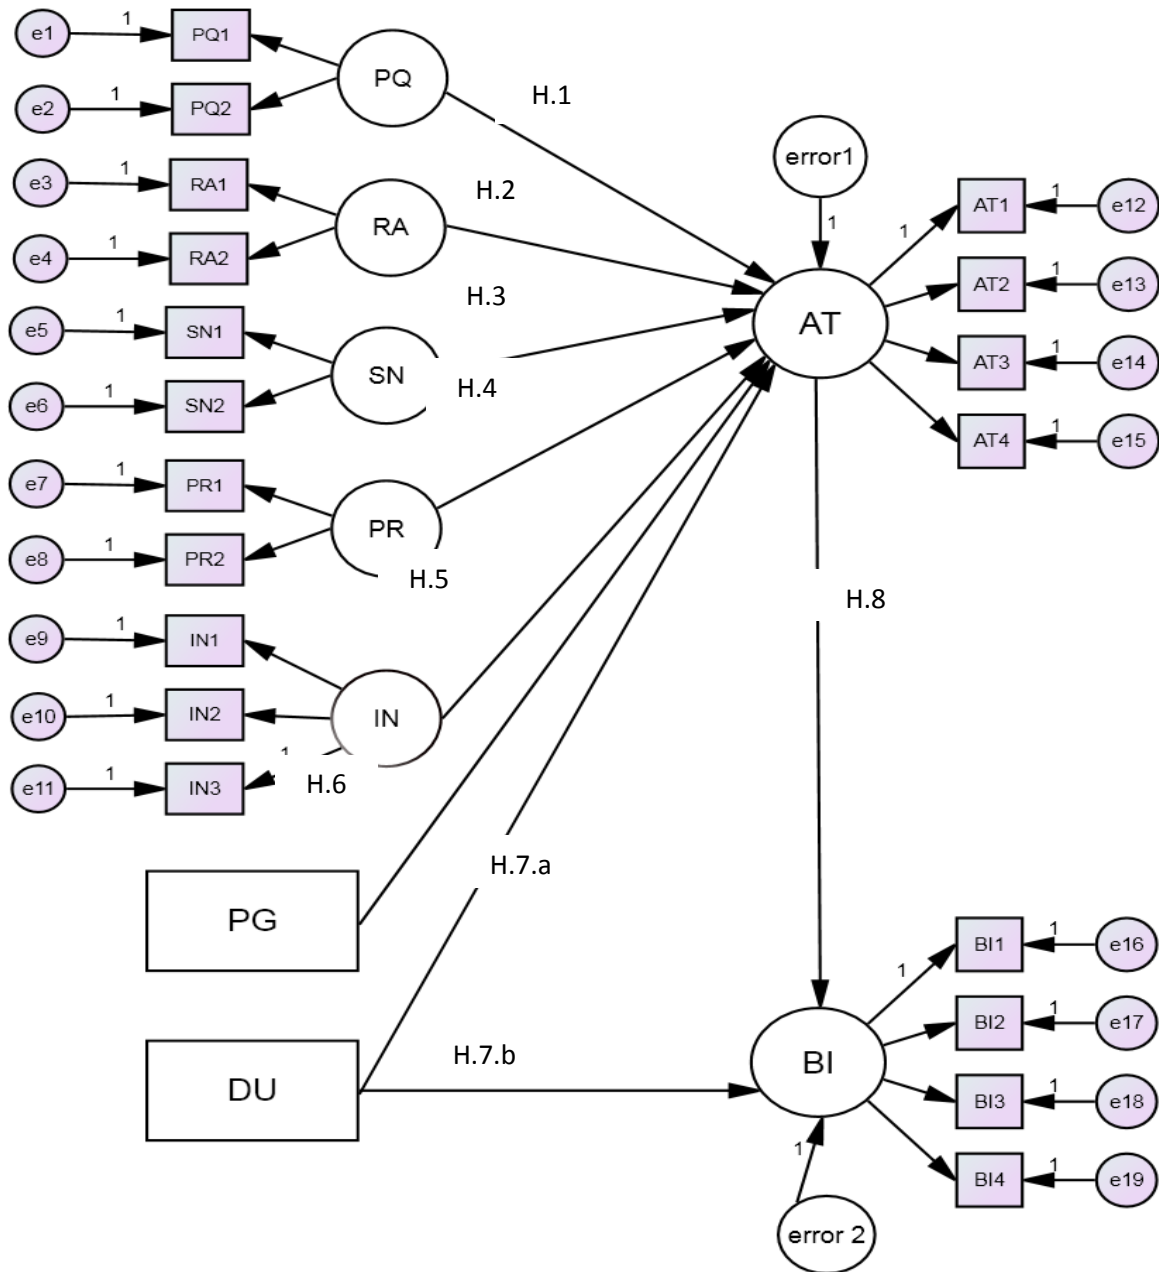 e1
1
PQ1
e2
1
PQ2
PQ
H.1
e3
1
RA1
e4
1
RA2
RA
H.2
e5
1
SN1
e6
1
SN2
SN
H.3
H.4
e7
1
PR1
e8
1
PR2
PR
H.5
e9
1
IN1
e10
1
IN2
e11
1
IN3
1
IN
H.6
PG
H.7.a
DU
H.7.b
error1
1
AT
1
AT1
1
e12
AT2
1
e13
AT3
1
e14
AT4
1
e15
H.8
BI
1
BI1
1
e16
BI2
1
e17
BI3
1
e18
BI4
1
e19
1
error 2